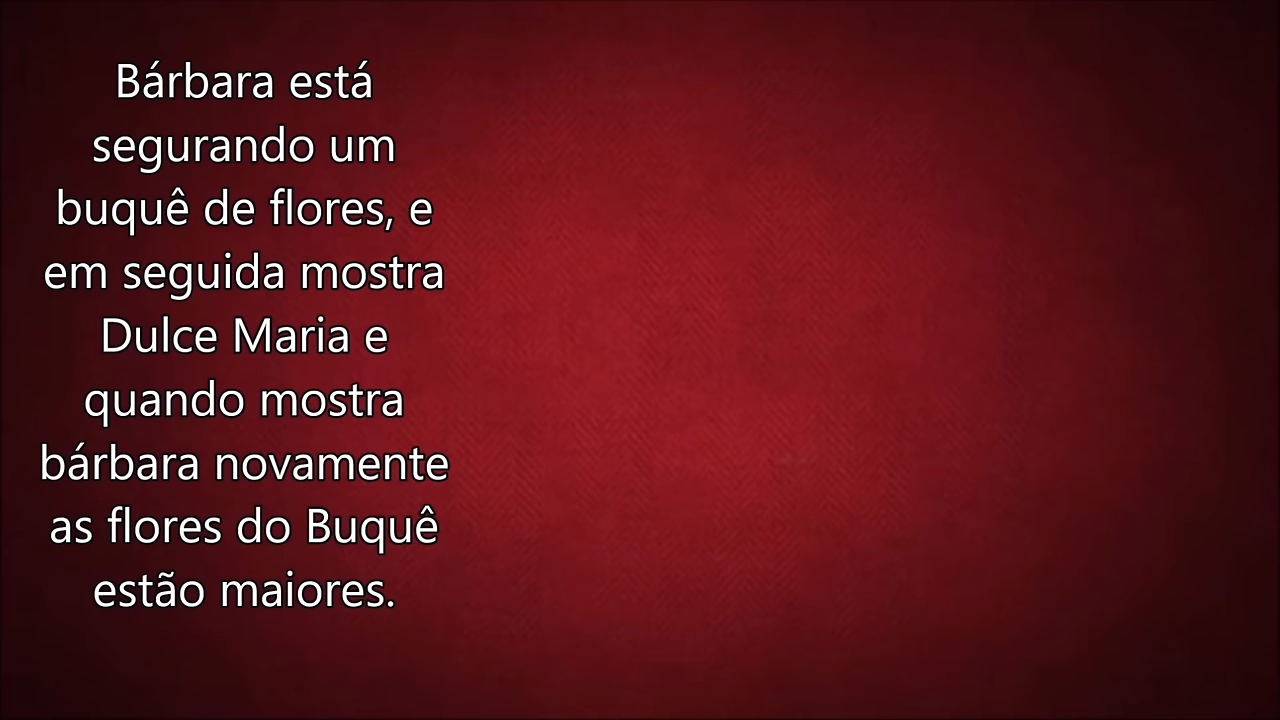 Bárbara está
segurando um
buquê de flores, e
em seguida mostra
Dulce Maria e
quando mostra
bárbara novamente
as flores do Buquê
estão maiores.